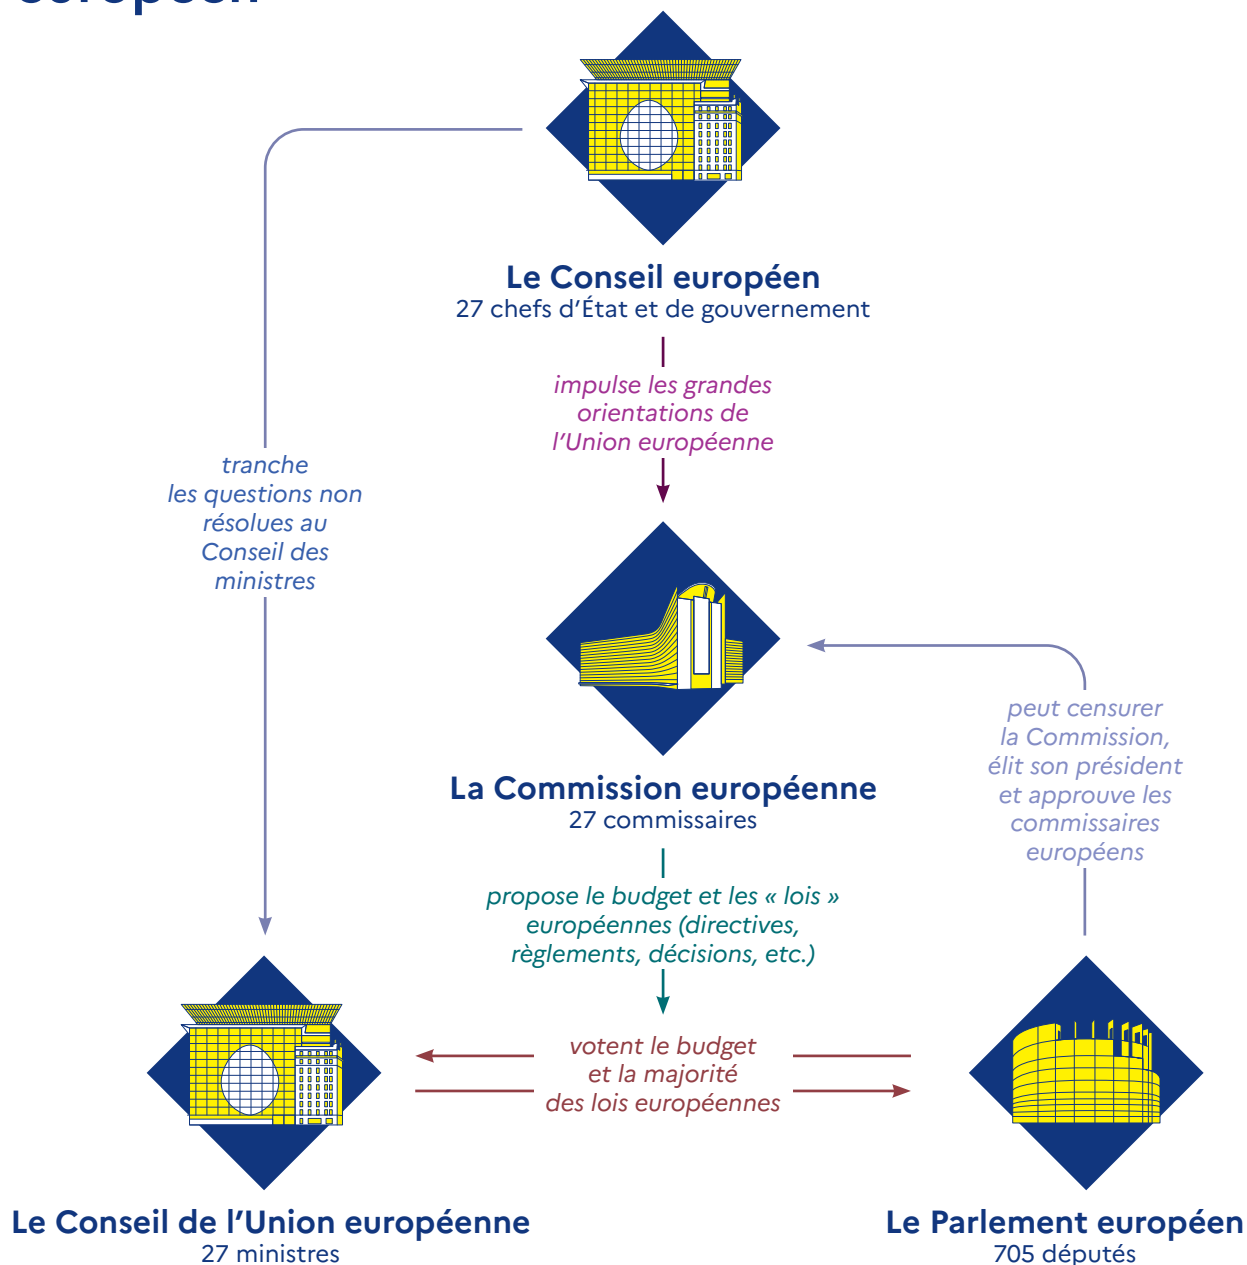 européen
Le Conseil européen
27 chefs d’État et de gouvernement
impulse les grandes
orientations de
l’Union européenne
tranche
les questions non
résolues au
Conseil des
ministres
peut censurer
la Commission,
élit son président
et approuve les
commissaires
européens
La Commission européenne
27 commissaires
propose le budget et les « lois »
européennes (directives,
règlements, décisions, etc.)
votent le budget
et la majorité
des lois européennes
Le Conseil de l’Union européenne
27 ministres
Le Parlement européen
705 députés